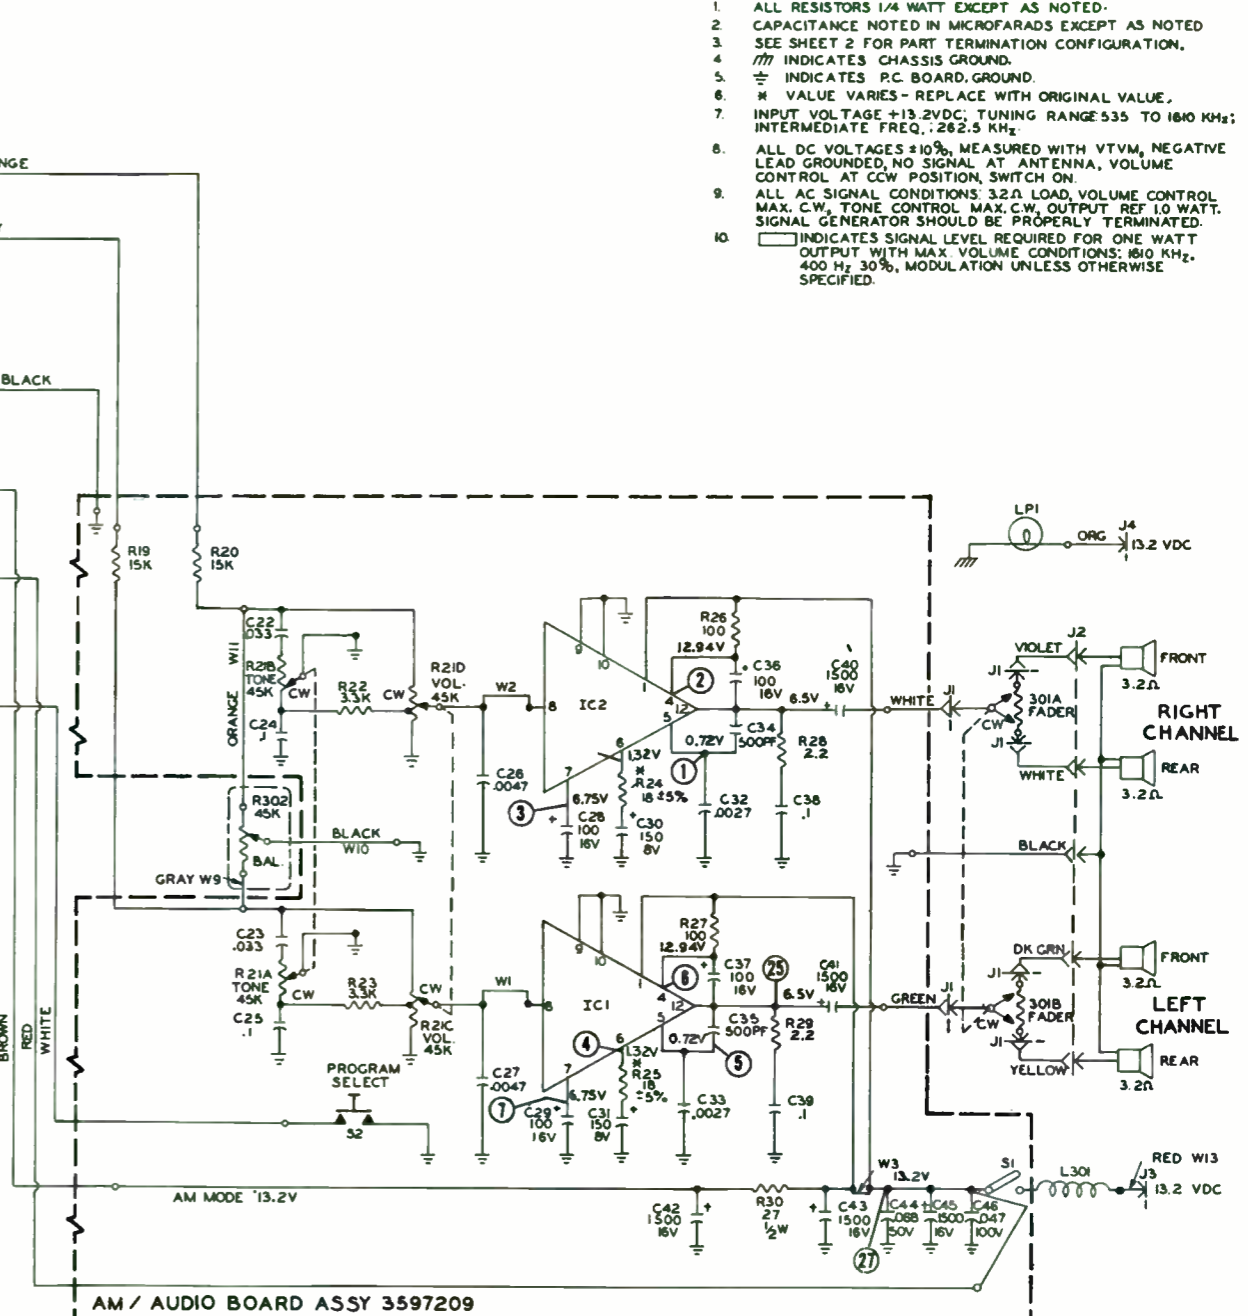 1. ALL RESISTORS 1/4 WATT EXCEPT AS NOTED.
2. CAPACITANCE NOTED IN MICROFARADS EXCEPT AS NOTED
3. SEE SHEET 2 FOR PART TERMINATION CONFIGURATION.
4. INDICATES CHASSIS GROUND.
5. INDICATES P.C. BOARD. GROUND.
6. * VALUE VARIES - REPLACE WITH ORIGINAL VALUE.
7. INPUT VOLTAGE +13.2VDC; TUNING RANGE 535 TO 1610 KHz;
INTERMEDIATE FREQ.: 262.5 KHz.
8. ALL DC VOLTAGES ±10%, MEASURED WITH VTVM, NEGATIVE
LEAD GROUNDED, NO SIGNAL AT ANTENNA, VOLUME
CONTROL AT CCW POSITION, SWITCH ON.
9. ALL AC SIGNAL CONDITIONS: 3.2Ω LOAD, VOLUME CONTROL
MAX. C.W., TONE CONTROL MAX. C.W., OUTPUT REF 1.0 WATT.
SIGNAL GENERATOR SHOULD BE PROPERLY TERMINATED.
10. INDICATES SIGNAL LEVEL REQUIRED FOR ONE WATT
OUTPUT WITH MAX. VOLUME CONDITIONS: 1610 KHz.
400 Hz 30%, MODULATION UNLESS OTHERWISE
SPECIFIED.
NGE
BLACK
LP1
ORG
J4
1
13.2 VDC
R19
15K
R20
15K
C22
.033
R21B
TONE
45K
CW
C24
.1
W11
ORANGE
R22
3.3K
CW
R21D
VOL.
45K
W2
C26
.0047
8
IC2
9
10
1
4
12
5
6
7
R26
100
12.94V
2
C36
100
16V
C34
500PF
0.72V
1
1.32V
*
R24
18 ±5%
6.75V
3
C28
100
16V
C30
150
8V
C32
.0027
R28
2.2
C38
.1
6.5V
C40
1500
16V
WHITE
J1
1
CW
301A
FADER
J1
J1
VIOLET
WHITE
J2
FRONT
3.2Ω
REAR
3.2Ω
RIGHT
CHANNEL
BLACK
R302
45K
BAL.
BLACK
W10
GRAY W9
C23
.033
R21A
TONE
45K
CW
C25
.1
R23
3.3K
CW
R21C
VOL.
45K
W1
C27
.0047
8
IC1
9
10
1
4
12
5
6
7
R27
100
12.94V
6
C37
100
16V
25
C35
500PF
0.72V
5
4
1.32V
*
R25
18
±5%
6.75V
7
C29
100
16V
C31
150
8V
C33
.0027
R29
2.2
C39
.1
6.5V
C41
1500
16V
GREEN
J1
1
CW
301B
FADER
J1
J1
DK GRN
YELLOW
FRONT
3.2Ω
REAR
3.2Ω
LEFT
CHANNEL
PROGRAM
SELECT
S2
BROWN
RED
WHITE
AM MODE 13.2V
C42
1500
16V
R30
27
1/2W
C43
1500
16V
W3
13.2V
C44
.068
50V
C45
1500
16V
C46
.047
100V
27
S1
L301
RED W13
J3
1
13.2 VDC
AM / AUDIO BOARD ASSY 3597209